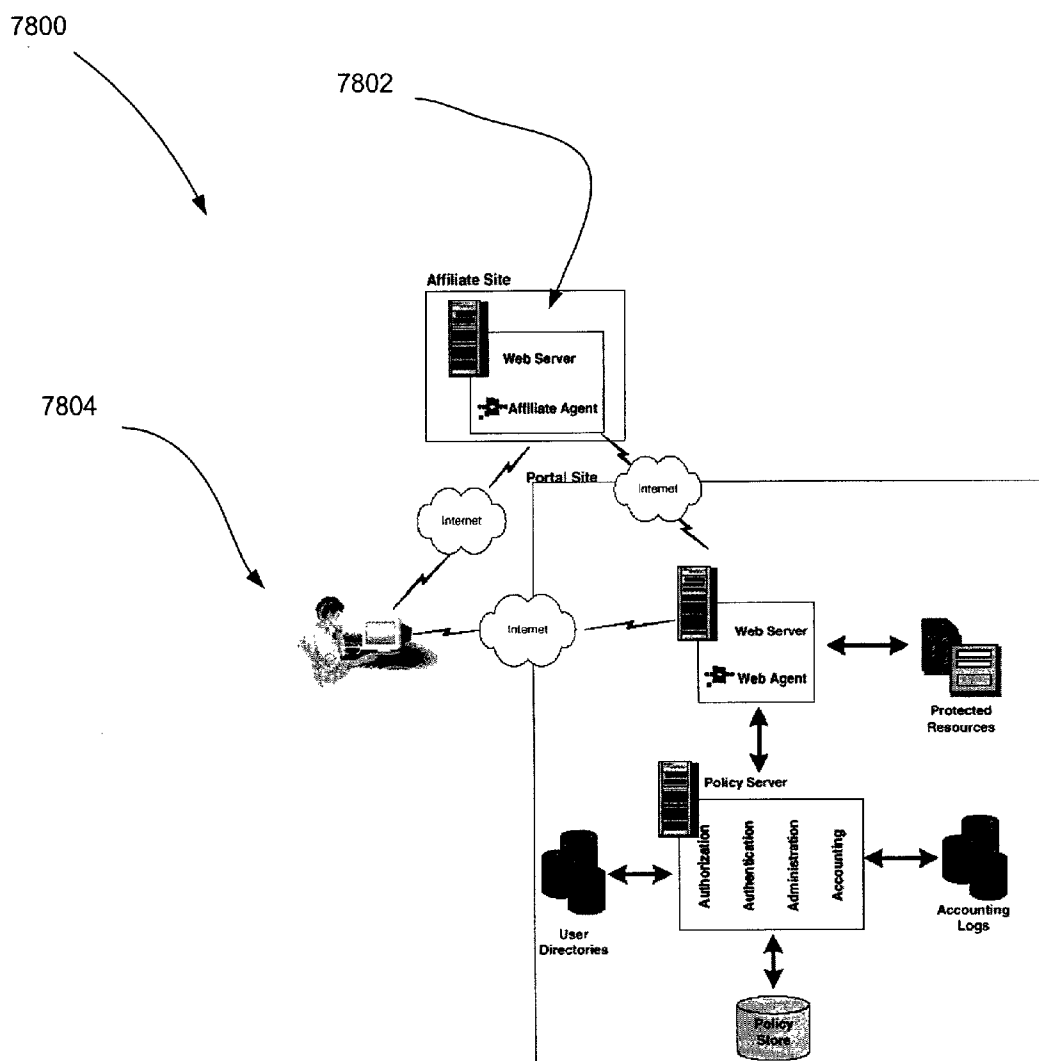 7800
7802
Affiliate Site
Web Server
Affiliate Agent
7804
Portal Site
Internet
Internet
Internet
Web Server
Web Agent
Protected
Resources
Policy Server
Authorization
Authentication
Administration
Accounting
User
Directories
Accounting
Logs
Policy
Store